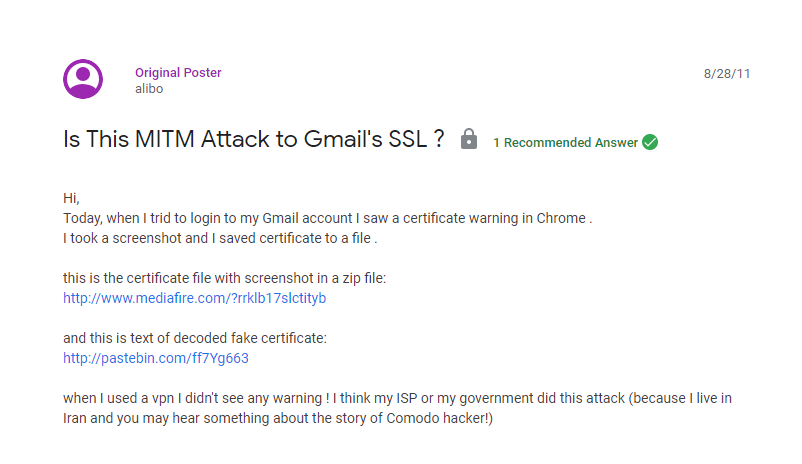 Original Poster
alibo
8/28/11
Is This MITM Attack to Gmail's SSL ?
1 Recommended Answer
Hi,
Today, when I trid to login to my Gmail account I saw a certificate warning in Chrome .
I took a screenshot and I saved certificate to a file .
this is the certificate file with screenshot in a zip file:
http://www.mediafire.com/?rrklb17slctityb
and this is text of decoded fake certificate:
http://pastebin.com/ff7Yg663
when I used a vpn I didn't see any warning ! I think my ISP or my government did this attack (because I live in
Iran and you may hear something about the story of Comodo hacker!)